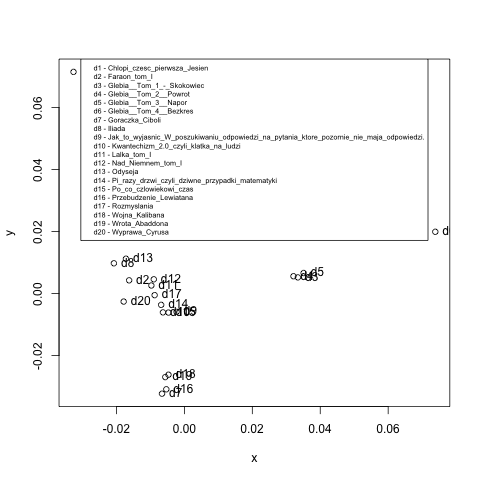 d1 - Chlopi_czesc_pierwsza_Jesien
d2 - Faraon_tom_I
d3 - Glebia__Tom_1_-_Skokowiec
d4 - Glebia__Tom_2__Powrot
d5 - Glebia__Tom_3__Napor
d6 - Glebia__Tom_4__Bezkres
d7 - Goraczka_Ciboli
d8 - Iliada
d9 - Jak_to_wyjasnic_W_poszukiwaniu_odpowiedzi_na_pytania_ktore_pozornie_nie_maja_odpowiedzi.
d10 - Kwantechizm_2.0_czyli_klatka_na_ludzi
d11 - Lalka_tom_I
d12 - Nad_Niemnem_tom_I
d13 - Odyseja
d14 - Pi_razy_drzwi_czyli_dziwne_przypadki_matematyki
d15 - Po_co_czlowiekowi_czas
d16 - Przebudzenie_Lewiatana
d17 - Rozmyslania
d18 - Wojna_Kalibana
d19 - Wrota_Abaddona
d20 - Wyprawa_Cyrusa
0.06
0.04
0.02
0.00
-0.02
y
d13
d8
d12
d2
d11
d17
d20
d14
d5
d3
d18
d16
d7
-0.02 0.00 0.02 0.04 0.06
x